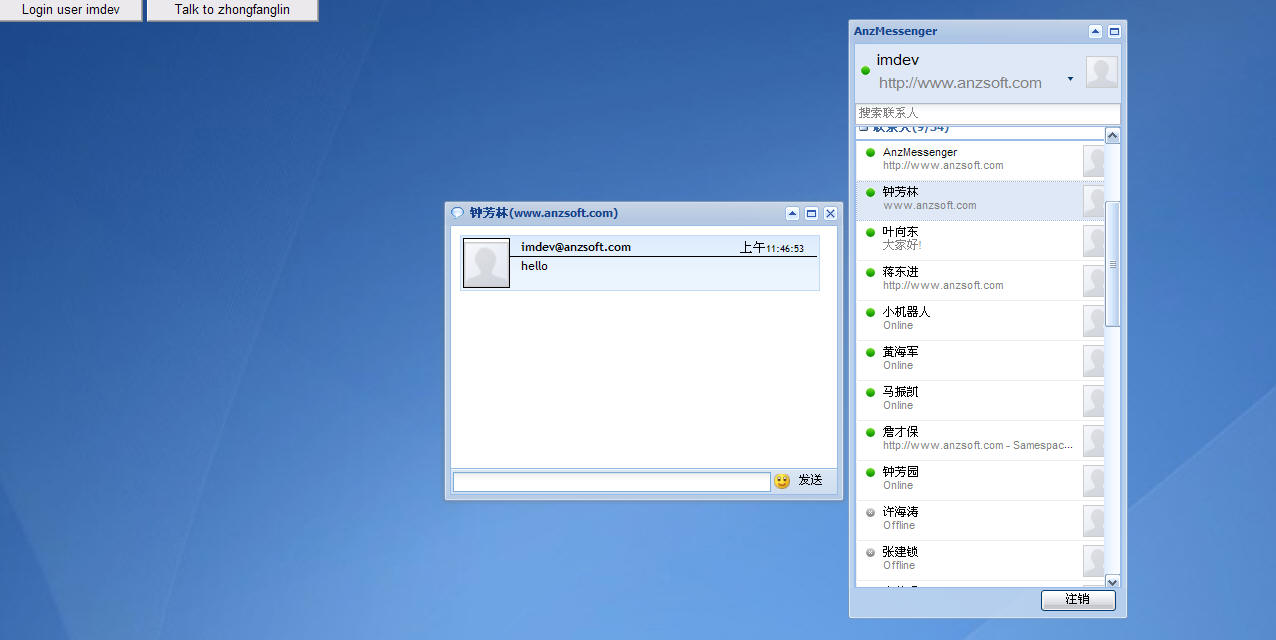 Login user imdev
Talk to zhongfanglin
AnzMessenger
imdev
http://www.anzsoft.com
搜索联系人
联系人(9/34)
AnzMessenger
http://www.anzsoft.com
钟芳林
www.anzsoft.com
叶向东
大家好!
蒋东进
http://www.anzsoft.com
小机器人
Online
黄海军
Online
马振凯
Online
詹才保
http://www.anzsoft.com - Samespac...
钟芳园
Online
许海涛
Offline
张建锁
Offline
注销
钟芳林(www.anzsoft.com)
imdev@anzsoft.com
上午11:46:53
hello
发送